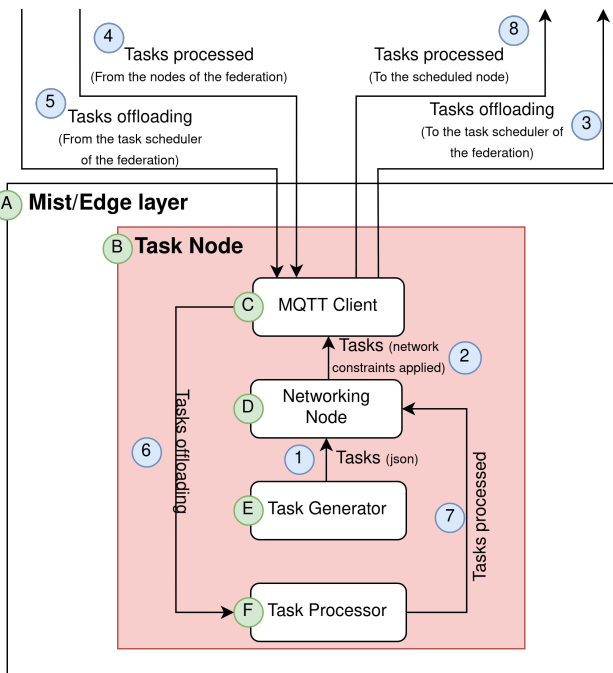 4
Tasks processed
(From the nodes of the federation)
8
Tasks processed
(To the scheduled node)
5
Tasks offloading
(From the task scheduler
of the federation)
Tasks offloading
(To the task scheduler of
the federation)
3
A
Mist/Edge layer
B
Task Node
C
MQTT Client
Tasks (network
constraints applied)
2
D
Networking
Node
6
Tasks offloading
1
Tasks (json)
E
Task Generator
7
Tasks processed
F
Task Processor